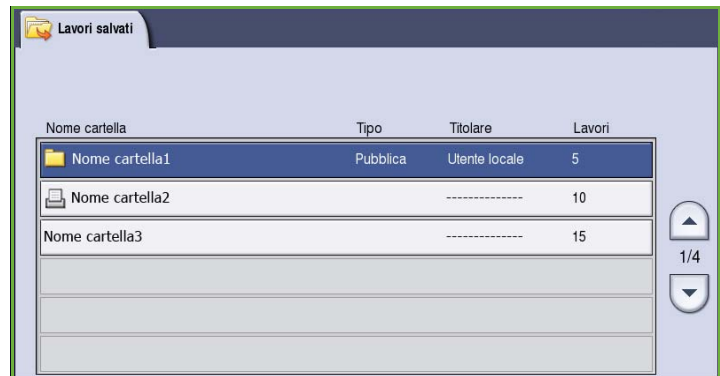 Lavori salvati
Nome cartella Tipo Titolare Lavori
Nome cartella1 Pubblica Utente locale 5
Nome cartella2 -------------- 10
Nome cartella3 -------------- 15
1/4